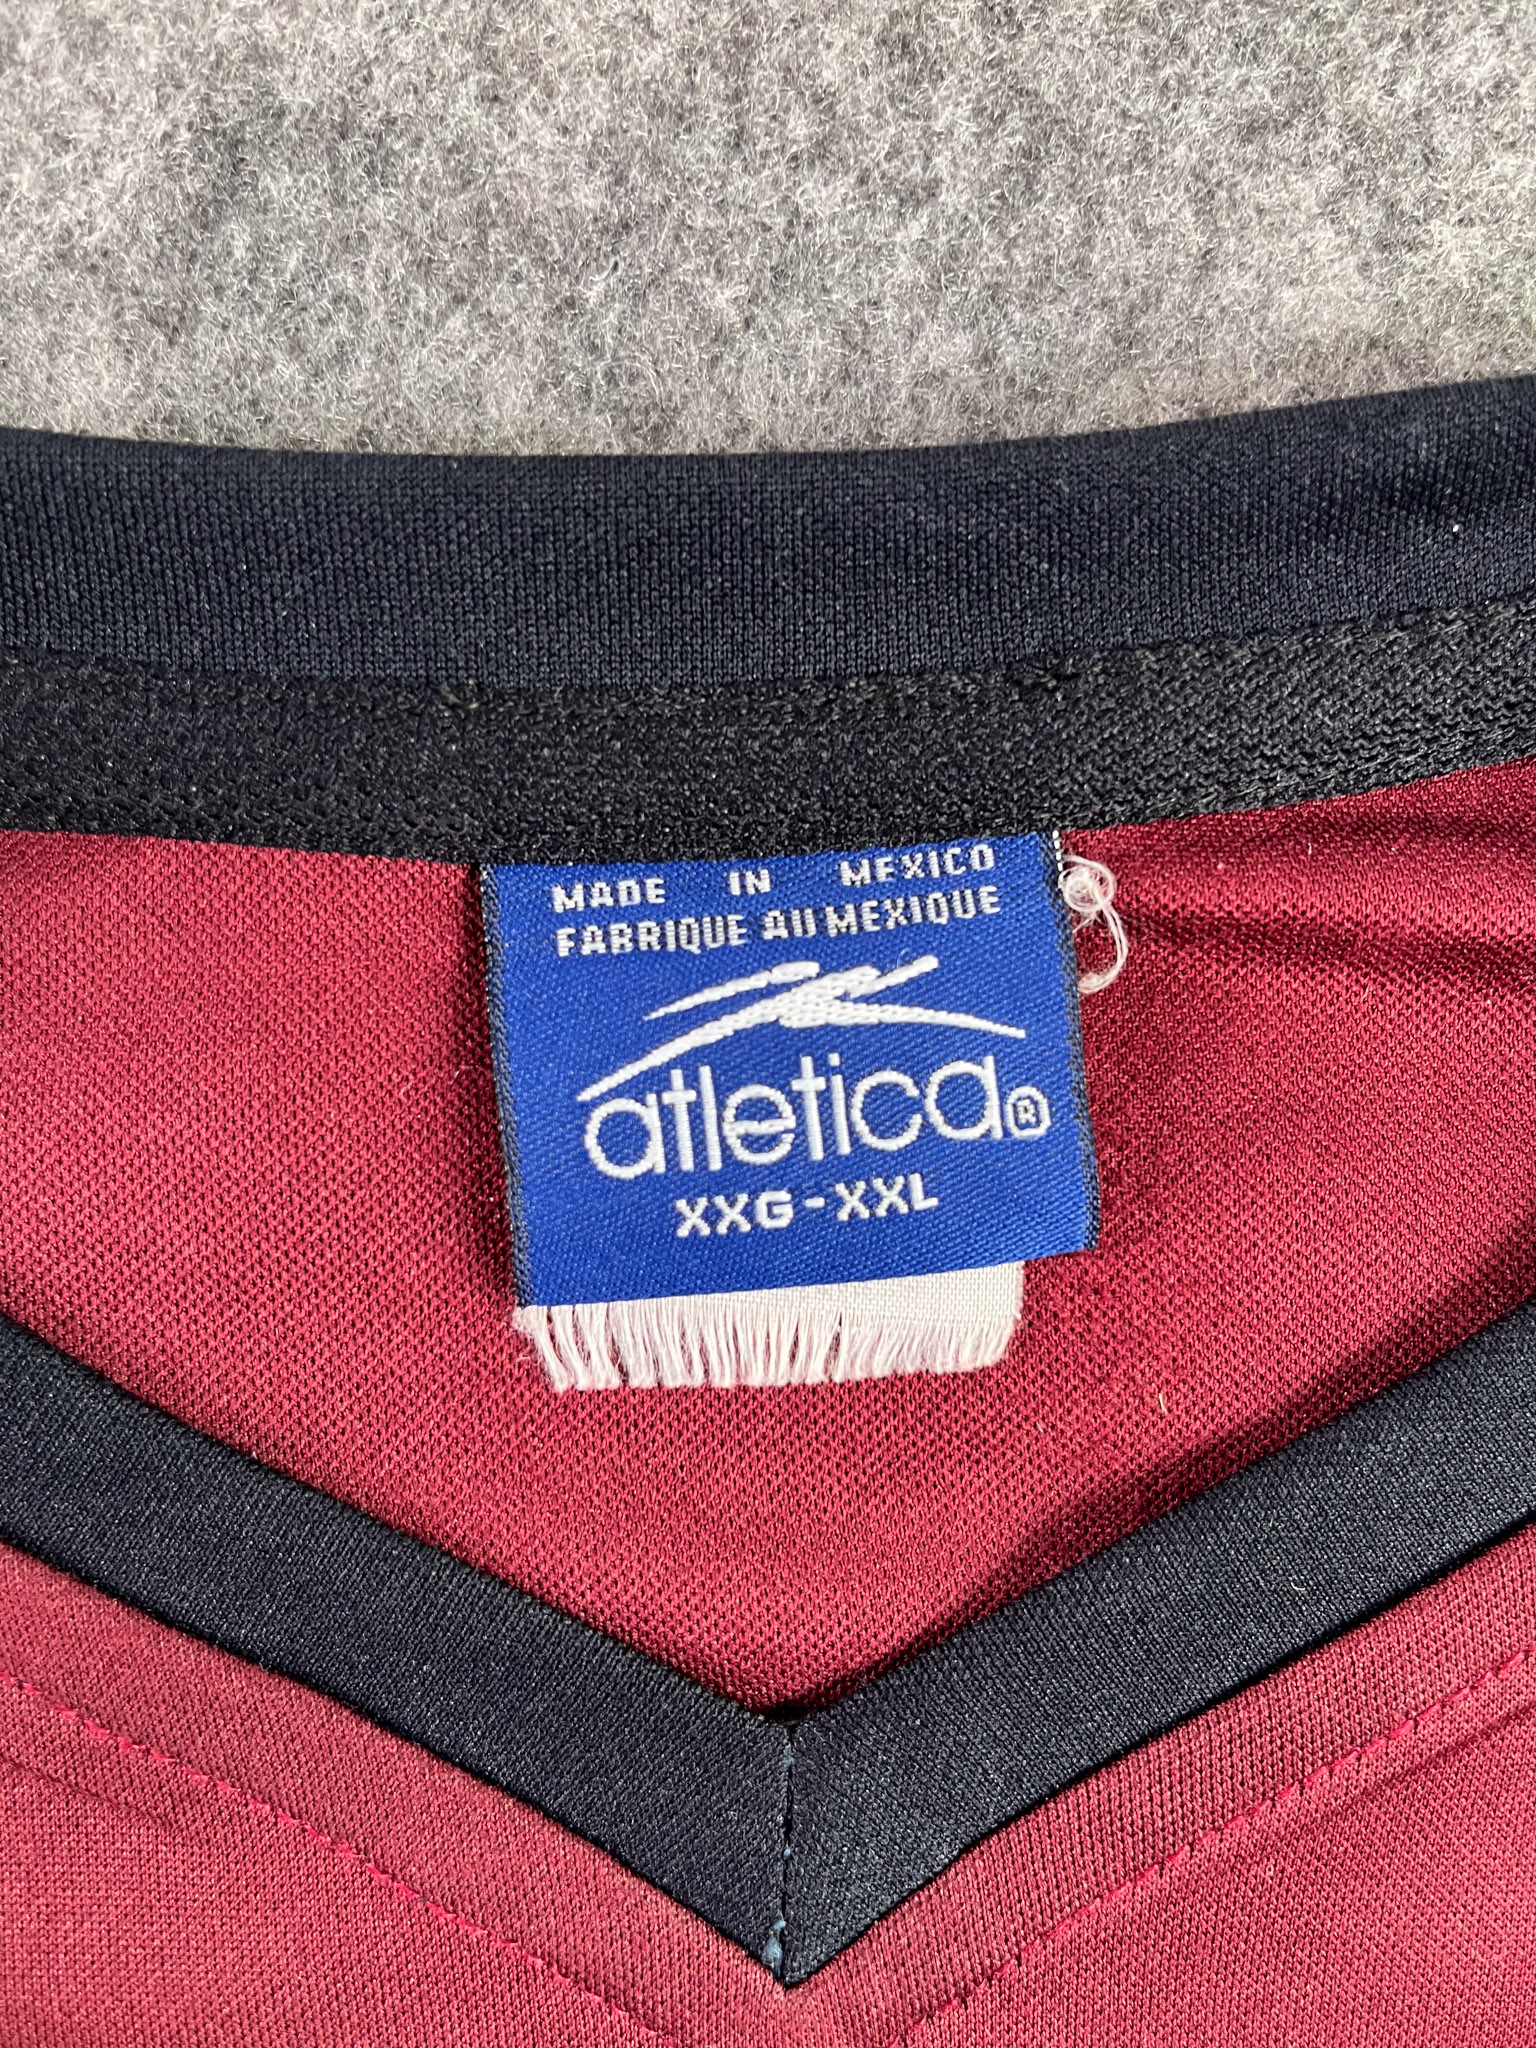 MADE IN MEXICO
FABRIQUE AU MEXIQUE
atletica®
XXG-XXL